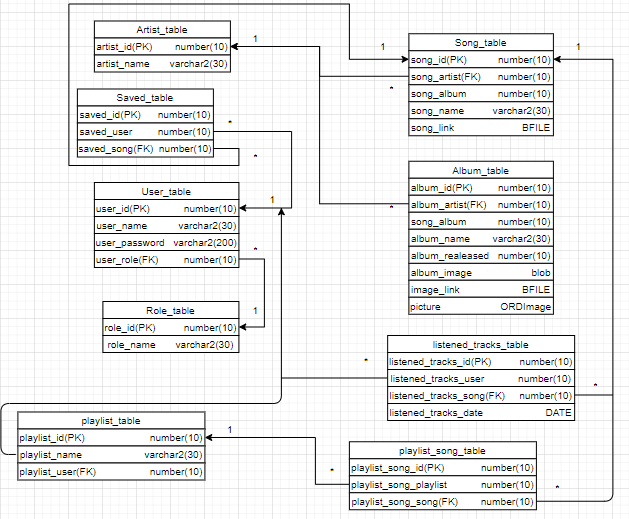 Artist_table
artist_id(PK) number(10)
artist_name varchar2(30)
1
1
1
Song_table
song_id(PK) number(10)
song_artist(FK) number(10)
song_album number(10)
song_name varchar2(30)
song_link BFILE
*
Saved_table
saved_id(PK) number(10)
saved_user number(10)
saved_song(FK) number(10)
*
*
Album_table
album_id(PK) number(10)
album_artist(FK) number(10)
song_album number(10)
album_name varchar2(30)
album_realeased number(10)
album_image blob
image_link BFILE
picture ORDImage
*
User_table
user_id(PK) number(10)
user_name varchar2(30)
user_password varchar2(200)
user_role(FK) number(10)
1
*
Role_table
role_id(PK) number(10)
role_name varchar2(30)
1
listened_tracks_table
listened_tracks_id(PK) number(10)
listened_tracks_user number(10)
listened_tracks_song(FK) number(10)
listened_tracks_date DATE
*
*
playlist_table
playlist_id(PK) number(10)
playlist_name varchar2(30)
playlist_user(FK) number(10)
1
playlist_song_table
playlist_song_id(PK) number(10)
playlist_song_playlist number(10)
playlist_song_song(FK) number(10)
*
*